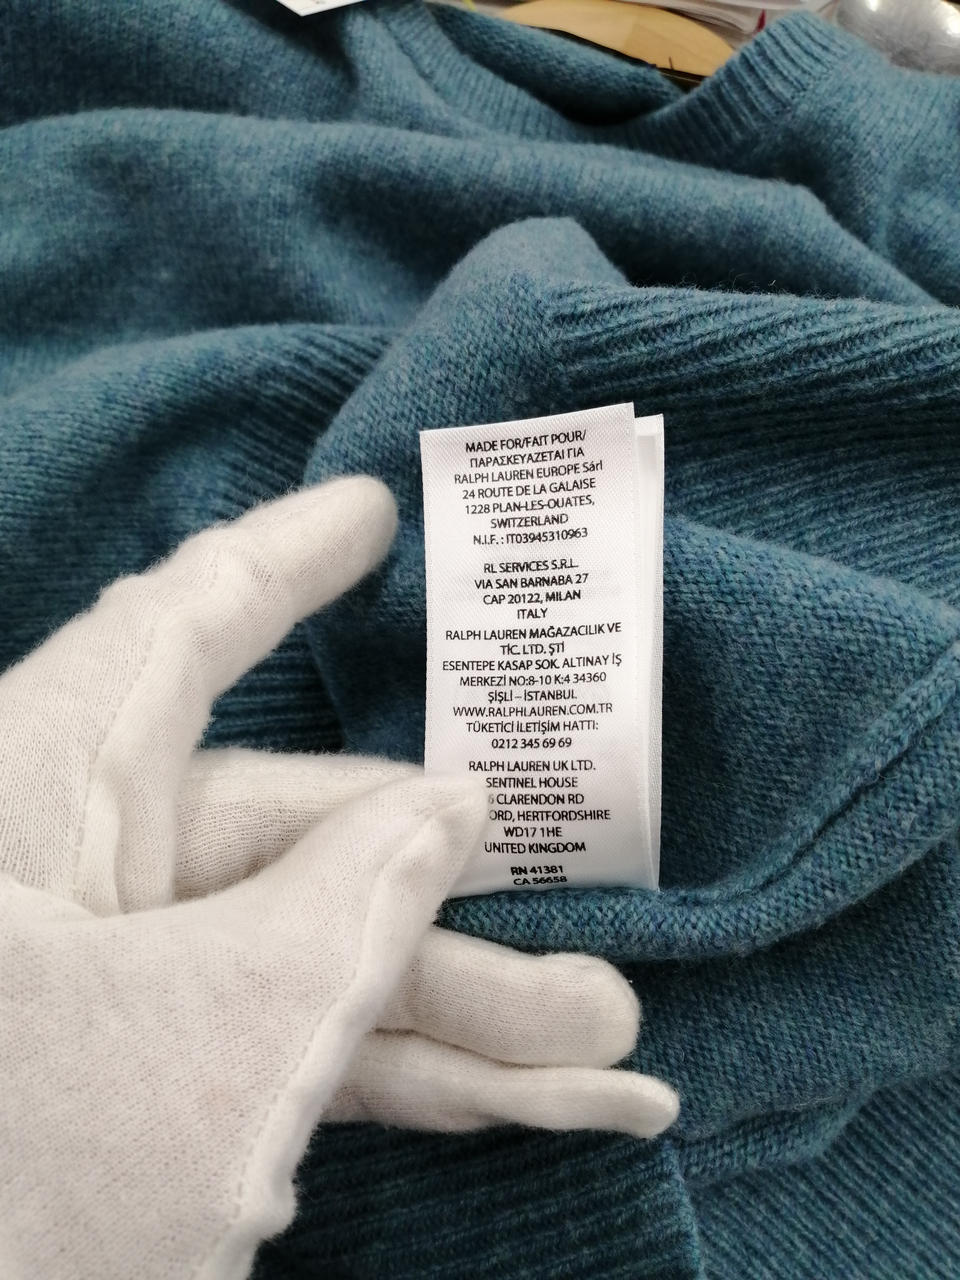 MADE FOR/FAIT POUR/
ΠΑΡΑΣΚΕΥΑΖΕΤΑΙ ΓΙΑ
RALPH LAUREN EUROPE Sárl
24 ROUTE DE LA GALAISE
1228 PLAN-LES-OUATES,
SWITZERLAND
N.I.F. : IT03945310963
RL SERVICES S.R.L.
VIA SAN BARNABA 27
CAP 20122, MILAN
ITALY
RALPH LAUREN MAĞAZACILIK VE
TİC. LTD. ŞTİ
ESENTEPE KASAP SOK. ALTINAY İŞ
MERKEZİ NO:8-10 K:4 34360
ŞİŞLİ – İSTANBUL
WWW.RALPHLAUREN.COM.TR
TÜKETİCİ İLETİŞİM HATTI:
0212 345 69 69
RALPH LAUREN UK LTD.
SENTINEL HOUSE
6 CLARENDON RD
ORD, HERTFORDSHIRE
WD17 1HE
UNITED KINGDOM
RN 41381
CA 56658